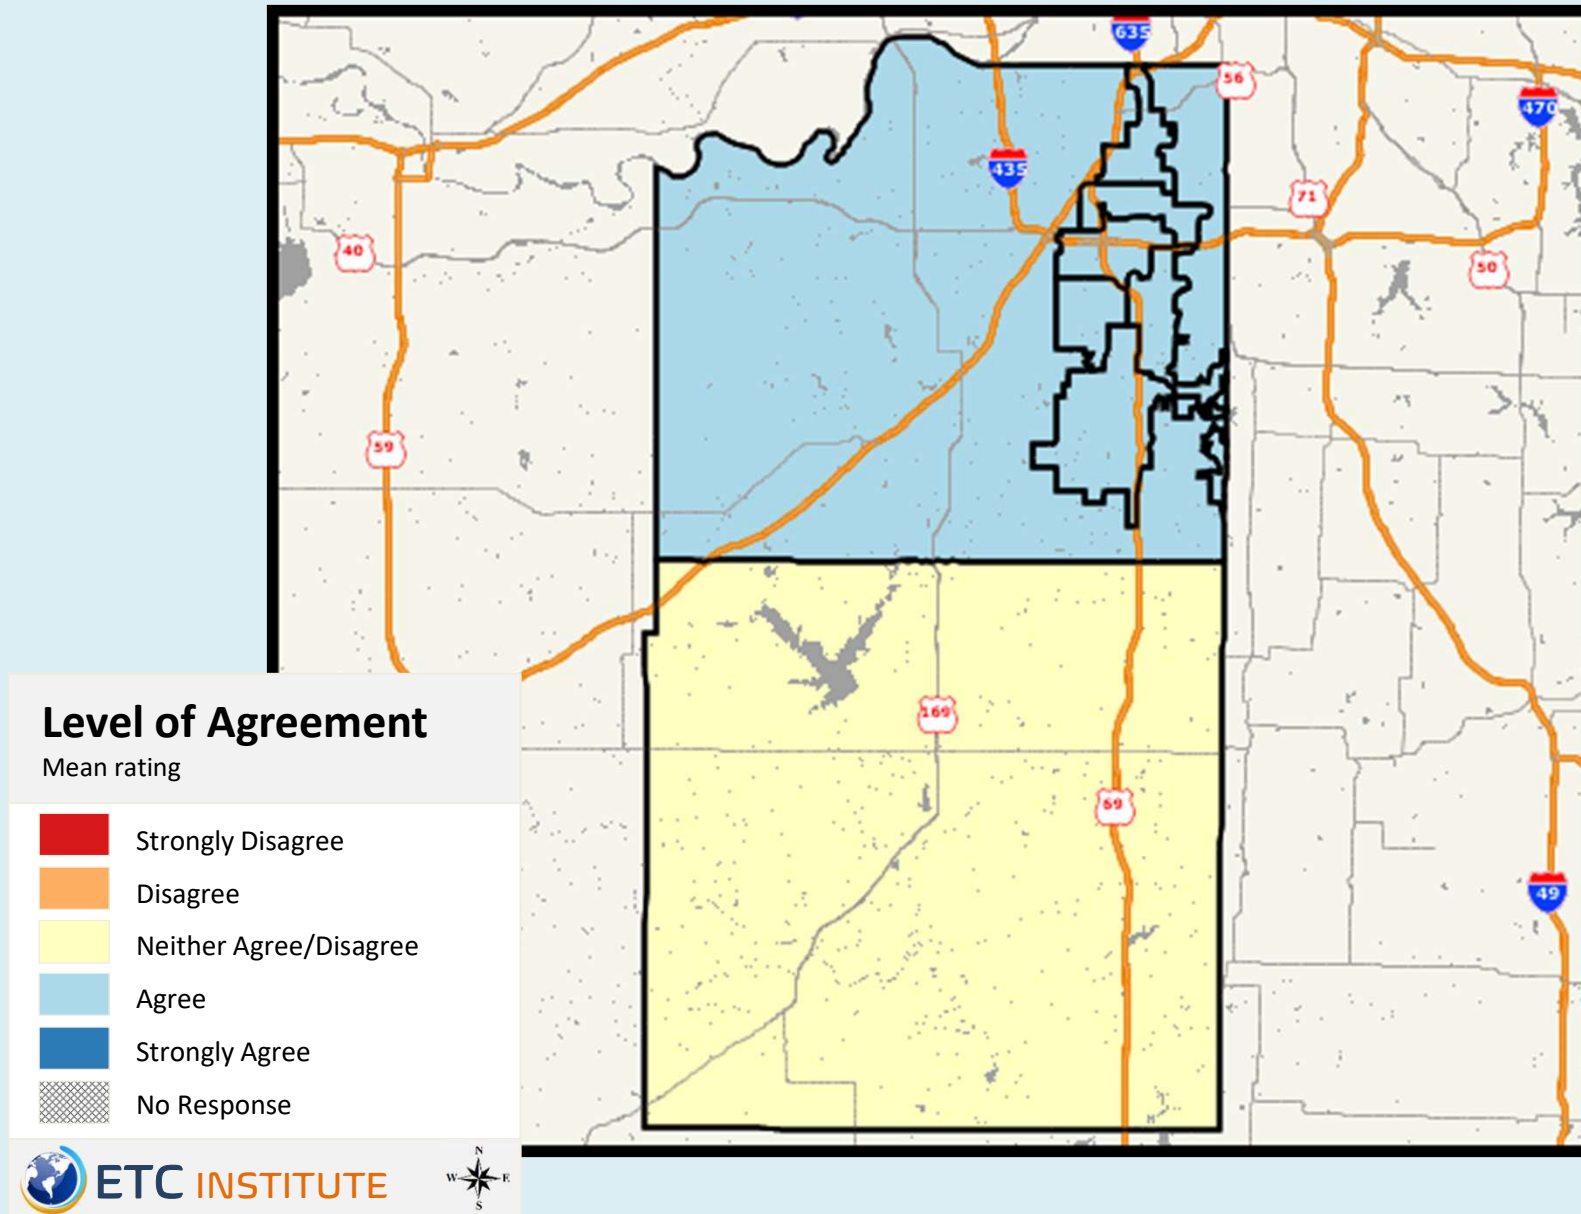 635
56
470
435
71
40
50
59
169
69
49
Level of Agreement
Mean rating
Strongly Disagree
Disagree
Neither Agree/Disagree
Agree
Strongly Agree
No Response
ETC INSTITUTE
N
W E
S